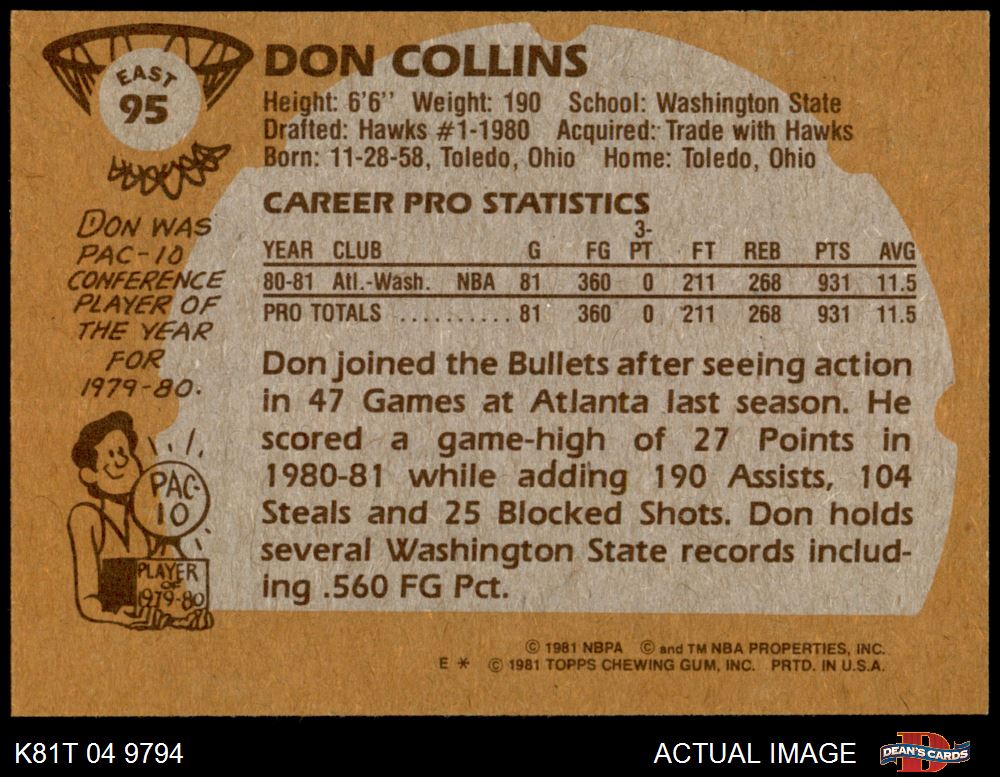 EAST
95
DON COLLINS
Height: 6'6'' Weight: 190 School: Washington State
Drafted: Hawks #1-1980 Acquired: Trade with Hawks
Born: 11-28-58, Toledo, Ohio Home: Toledo, Ohio
DON WAS
PAC-10
CONFERENCE
PLAYER OF
THE YEAR
FOR
1979-80.
PAC-
10
PLAYER
OF
1979-80
CAREER PRO STATISTICS
YEAR CLUB G FG 3-PT FT REB PTS AVG
80-81 Atl.-Wash. NBA 81 360 0 211 268 931 11.5
PRO TOTALS .......... 81 360 0 211 268 931 11.5
Don joined the Bullets after seeing action
in 47 Games at Atlanta last season. He
scored a game-high of 27 Points in
1980-81 while adding 190 Assists, 104
Steals and 25 Blocked Shots. Don holds
several Washington State records includ-
ing .560 FG Pct.
© 1981 NBPA © and TM NBA PROPERTIES, INC.
E * © 1981 TOPPS CHEWING GUM, INC. PRTD. IN U.S.A.
K81T 04 9794 ACTUAL IMAGE DEAN'S CARDS